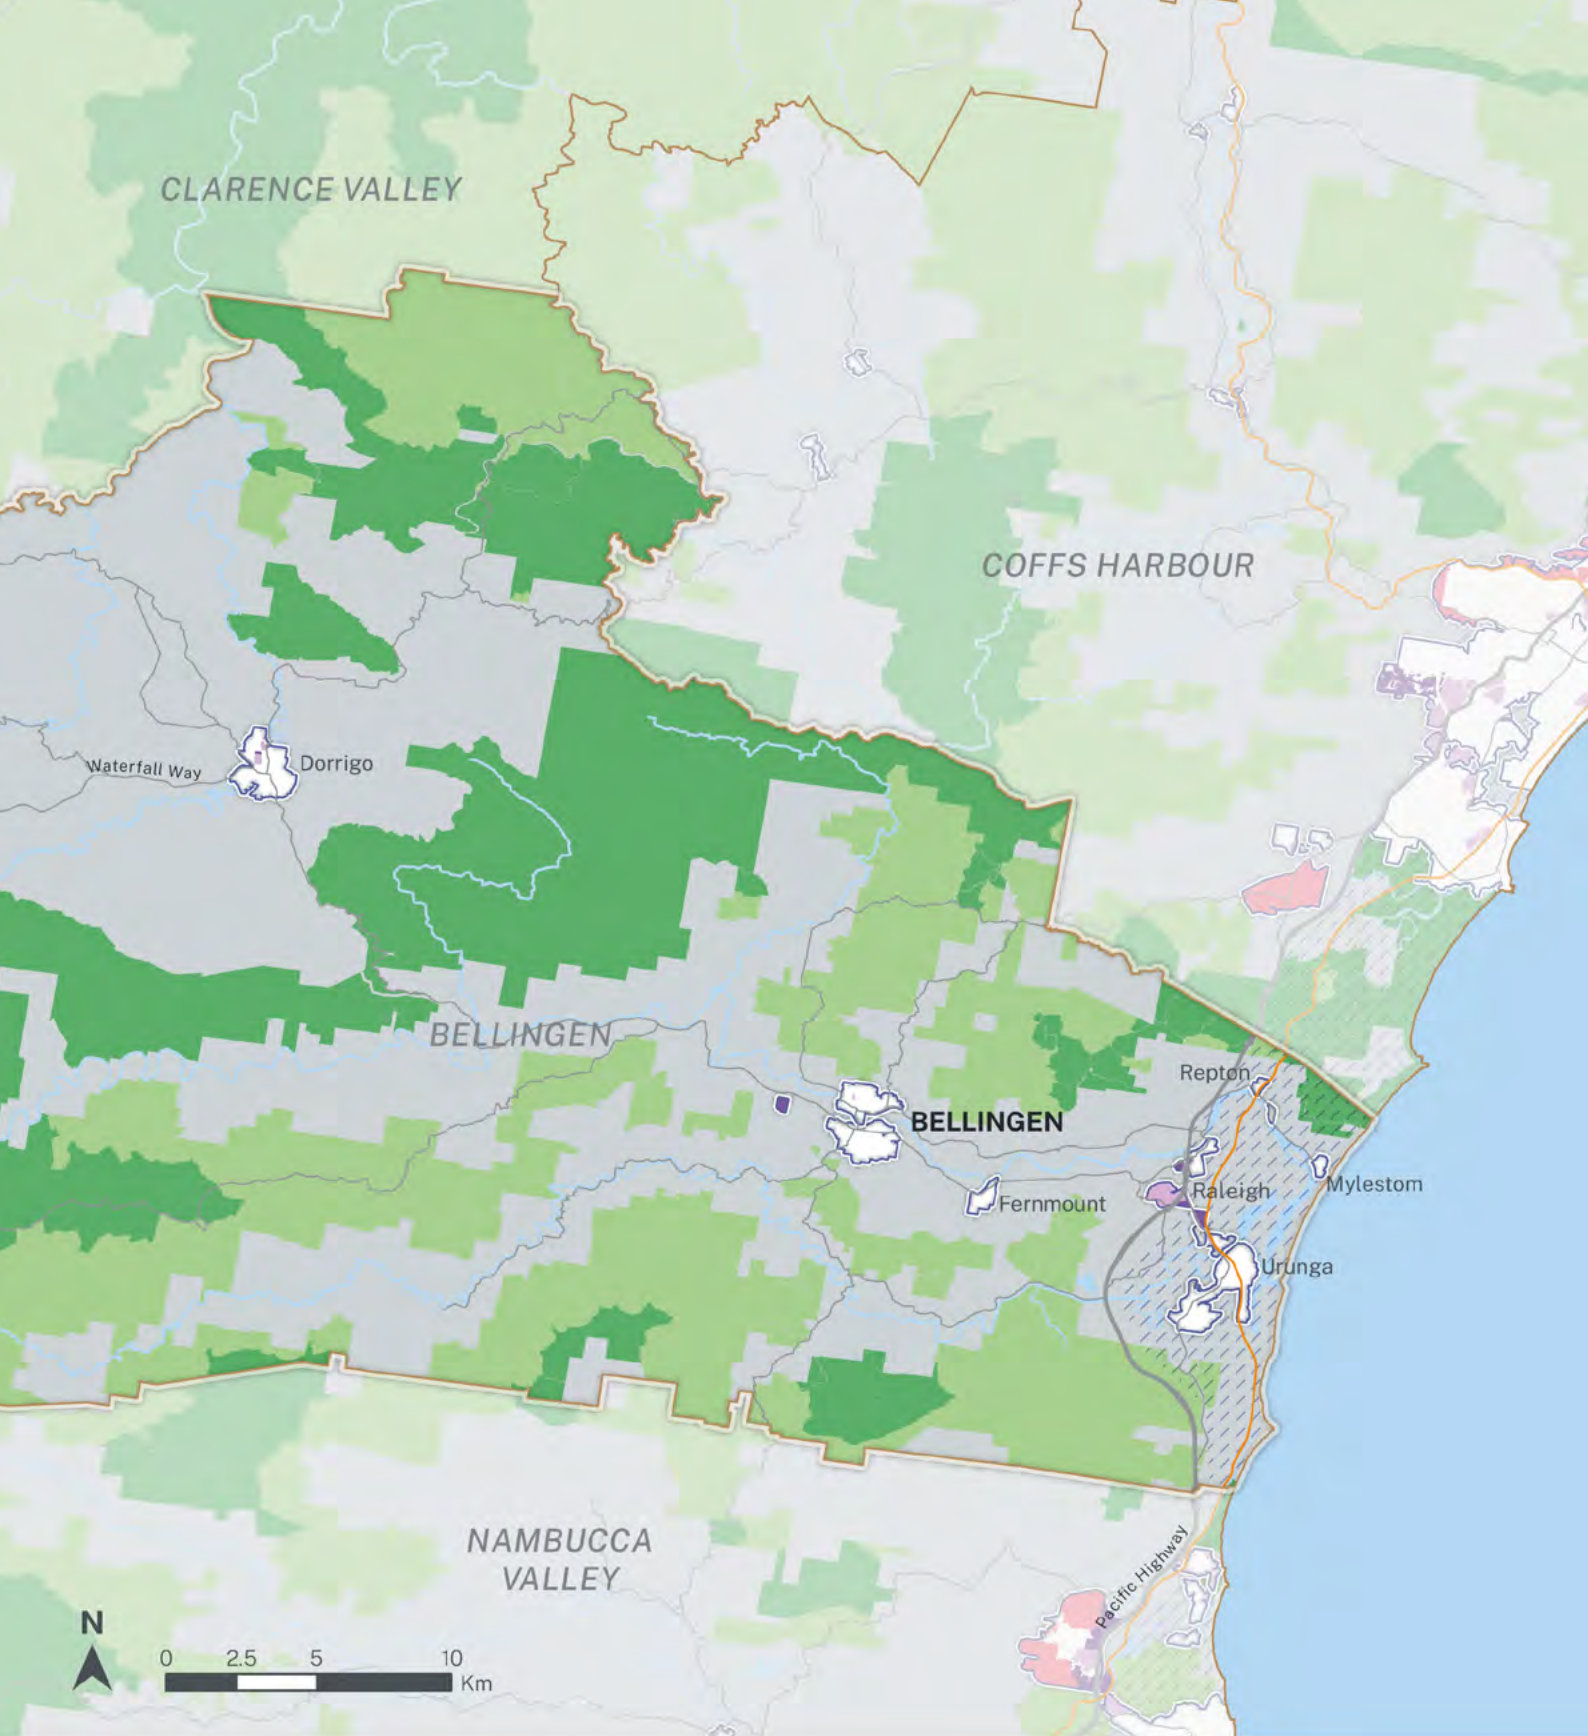 CLARENCE VALLEY
COFFS HARBOUR
Waterfall Way
Dorrigo
BELLINGEN
Repton
BELLINGEN
Mylestom
Raleigh
Fernmount
Urunga
NAMBUCCA
VALLEY
Pacific Highway
N
0 2.5 5 10
Km